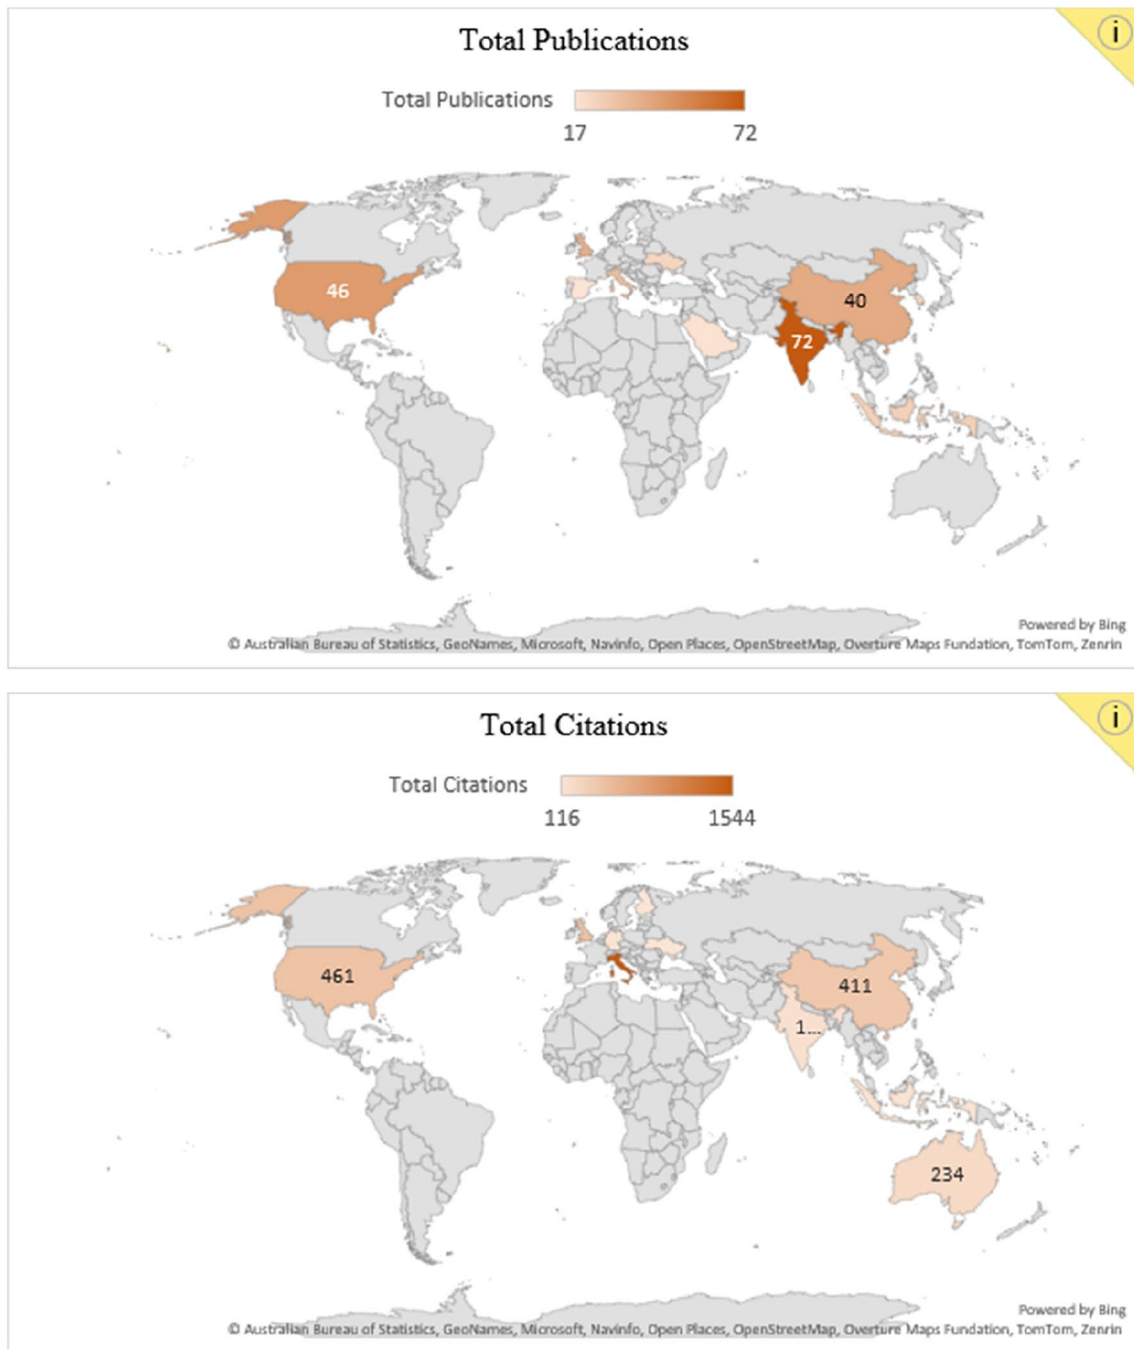 Total Publications
i
Total Publications
17 72
46
40
72
Powered by Bing
© Australian Bureau of Statistics, GeoNames, Microsoft, Navinfo, Open Places, OpenStreetMap, Overture Maps Foundation, TomTom, Zenrin
Total Citations
i
Total Citations
116 1544
461
411
1...
234
Powered by Bing
© Australian Bureau of Statistics, GeoNames, Microsoft, Navinfo, Open Places, OpenStreetMap, Overture Maps Foundation, TomTom, Zenrin